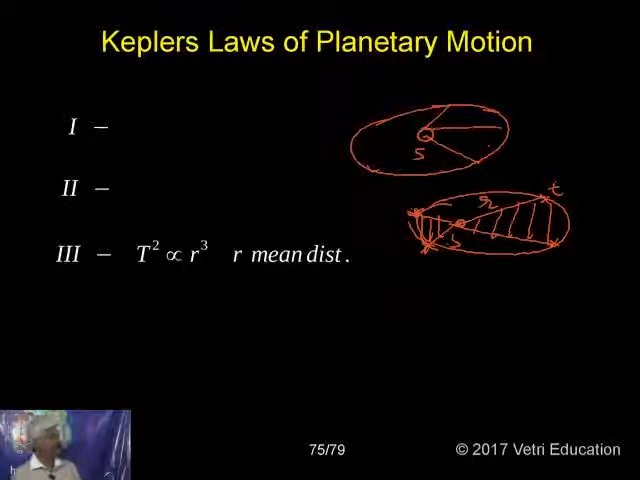 Keplers Laws of Planetary Motion
I –
S
II –
r t
S
III – T² ∝ r³ r mean dist.
75/79
© 2017 Vetri Education